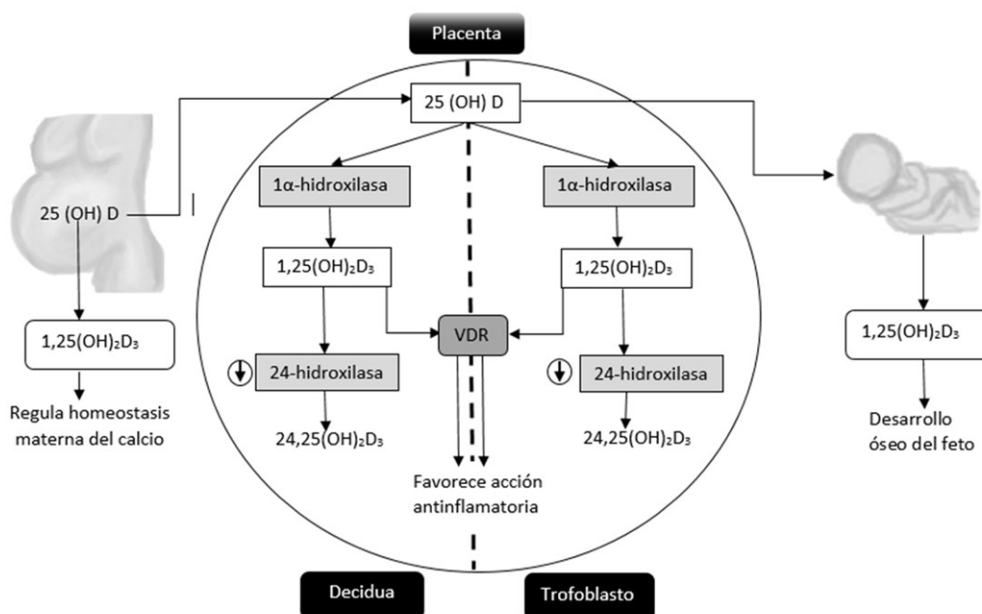 Placenta
25 (OH) D
1α-hidroxilasa
1α-hidroxilasa
25 (OH) D
1,25(OH)₂D₃
1,25(OH)₂D₃
VDR
1,25(OH)₂D₃
1,25(OH)₂D₃
24-hidroxilasa
24-hidroxilasa
Regula homeostasis
materna del calcio
24,25(OH)₂D₃
24,25(OH)₂D₃
Desarrollo
óseo del feto
Favorece acción
antinflamatoria
Decidua
Trofoblasto